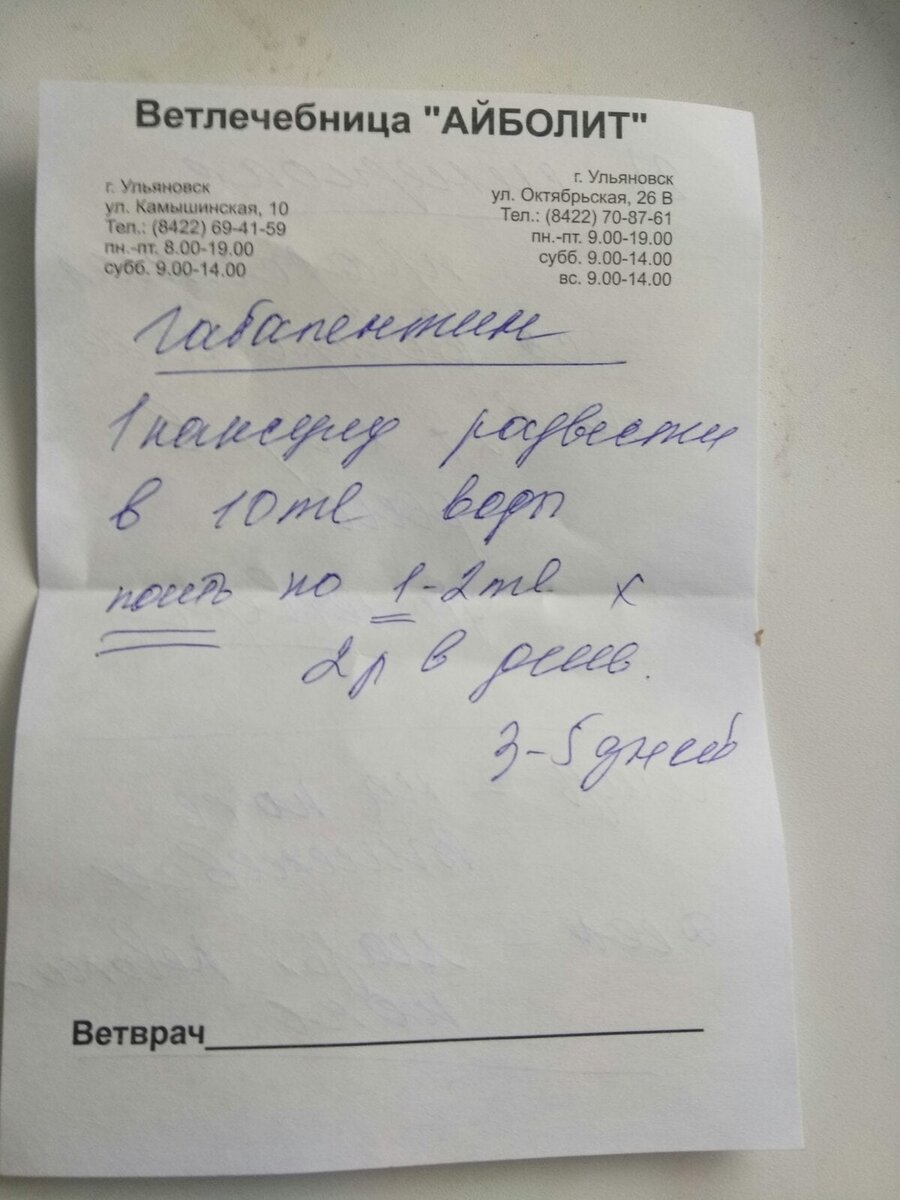 Ветлечебница "АЙБОЛИТ"
г. Ульяновск
ул. Камышинская, 10
Тел.: (8422) 69-41-59
пн.-пт. 8.00-19.00
субб. 9.00-14.00
г. Ульяновск
ул. Октябрьская, 26 В
Тел.: (8422) 70-87-61
пн.-пт. 9.00-19.00
субб. 9.00-14.00
вс. 9.00-14.00
Габапентин
1 капсулу развести
в 10 ml воды
поить по 1-2 ml x
2 р в день.
3-5 дней
Ветврач